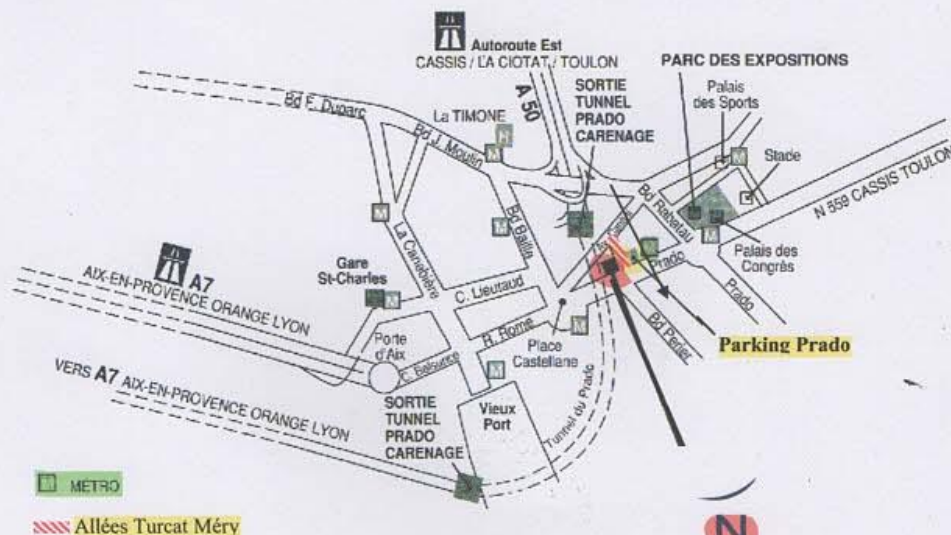 Autoroute Est
CASSIS / LA CIOTAT / TOULON
A 50
PARC DES EXPOSITIONS
SORTIE
TUNNEL
PRADO
CARENAGE
Palais
des Sports
Stade
N 559 CASSIS TOULON
Palais des
Congrès
Bd F. Duparc
La TIMONE
H
Bd J. Moulin
M
M
M
M
M
Bd Rabatau
Bd Baille
La Canebière
Gare
St-Charles
M
A7
AIX-EN-PROVENCE ORANGE LYON
C. Lieutaud
Prado
Prado
Bd Perier
Parking Prado
R. Rome
Place
Castellane
M
Porte
d'Aix
C. Belsunce
M
Vieux
Port
Tunnel du Prado
VERS A7 AIX-EN-PROVENCE ORANGE LYON
SORTIE
TUNNEL
PRADO
CARENAGE
MÉTRO
Allées Turcat Méry
N